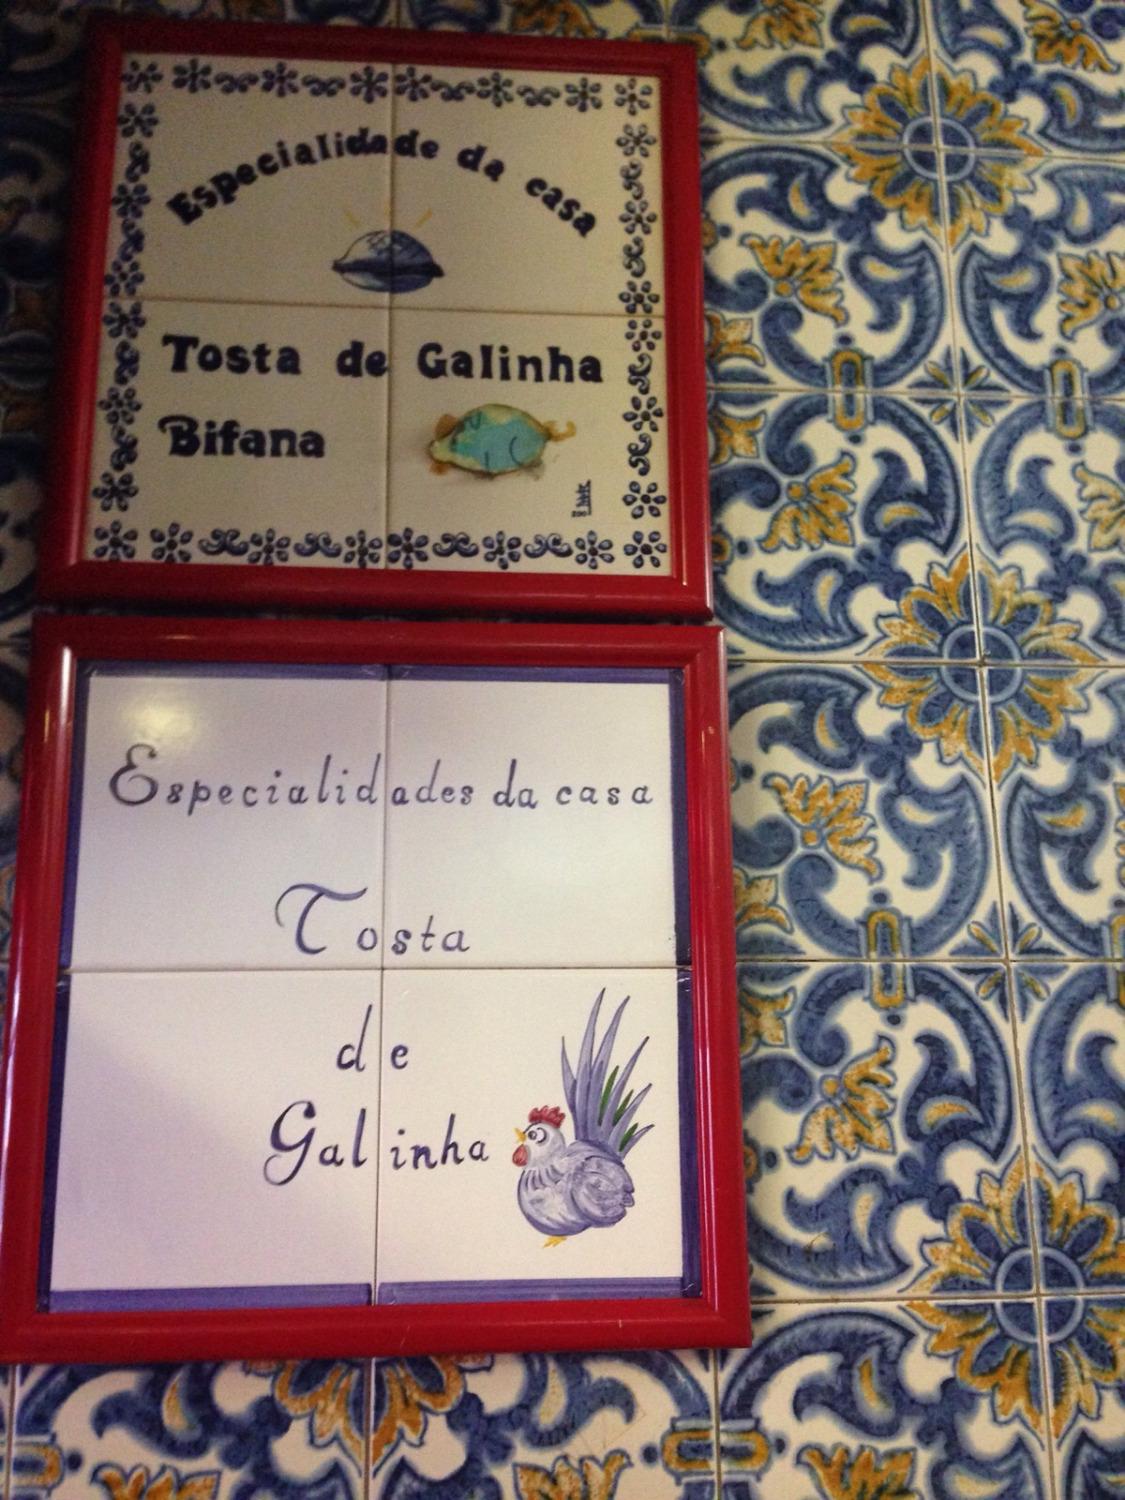 Especialidade da casa
Tosta de Galinha
Bifana
Especialidades da casa
Tosta
de
Galinha